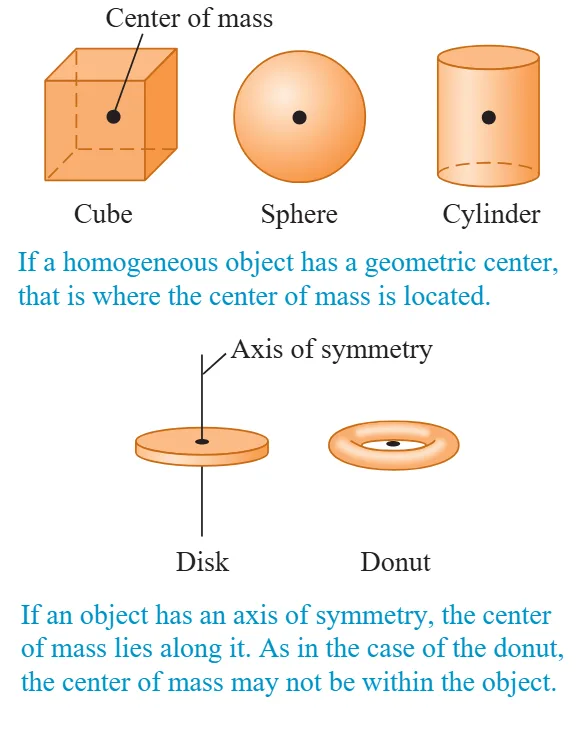 Center of mass
Cube
Sphere
Cylinder
If a homogeneous object has a geometric center,
that is where the center of mass is located.
Axis of symmetry
Disk
Donut
If an object has an axis of symmetry, the center
of mass lies along it. As in the case of the donut,
the center of mass may not be within the object.